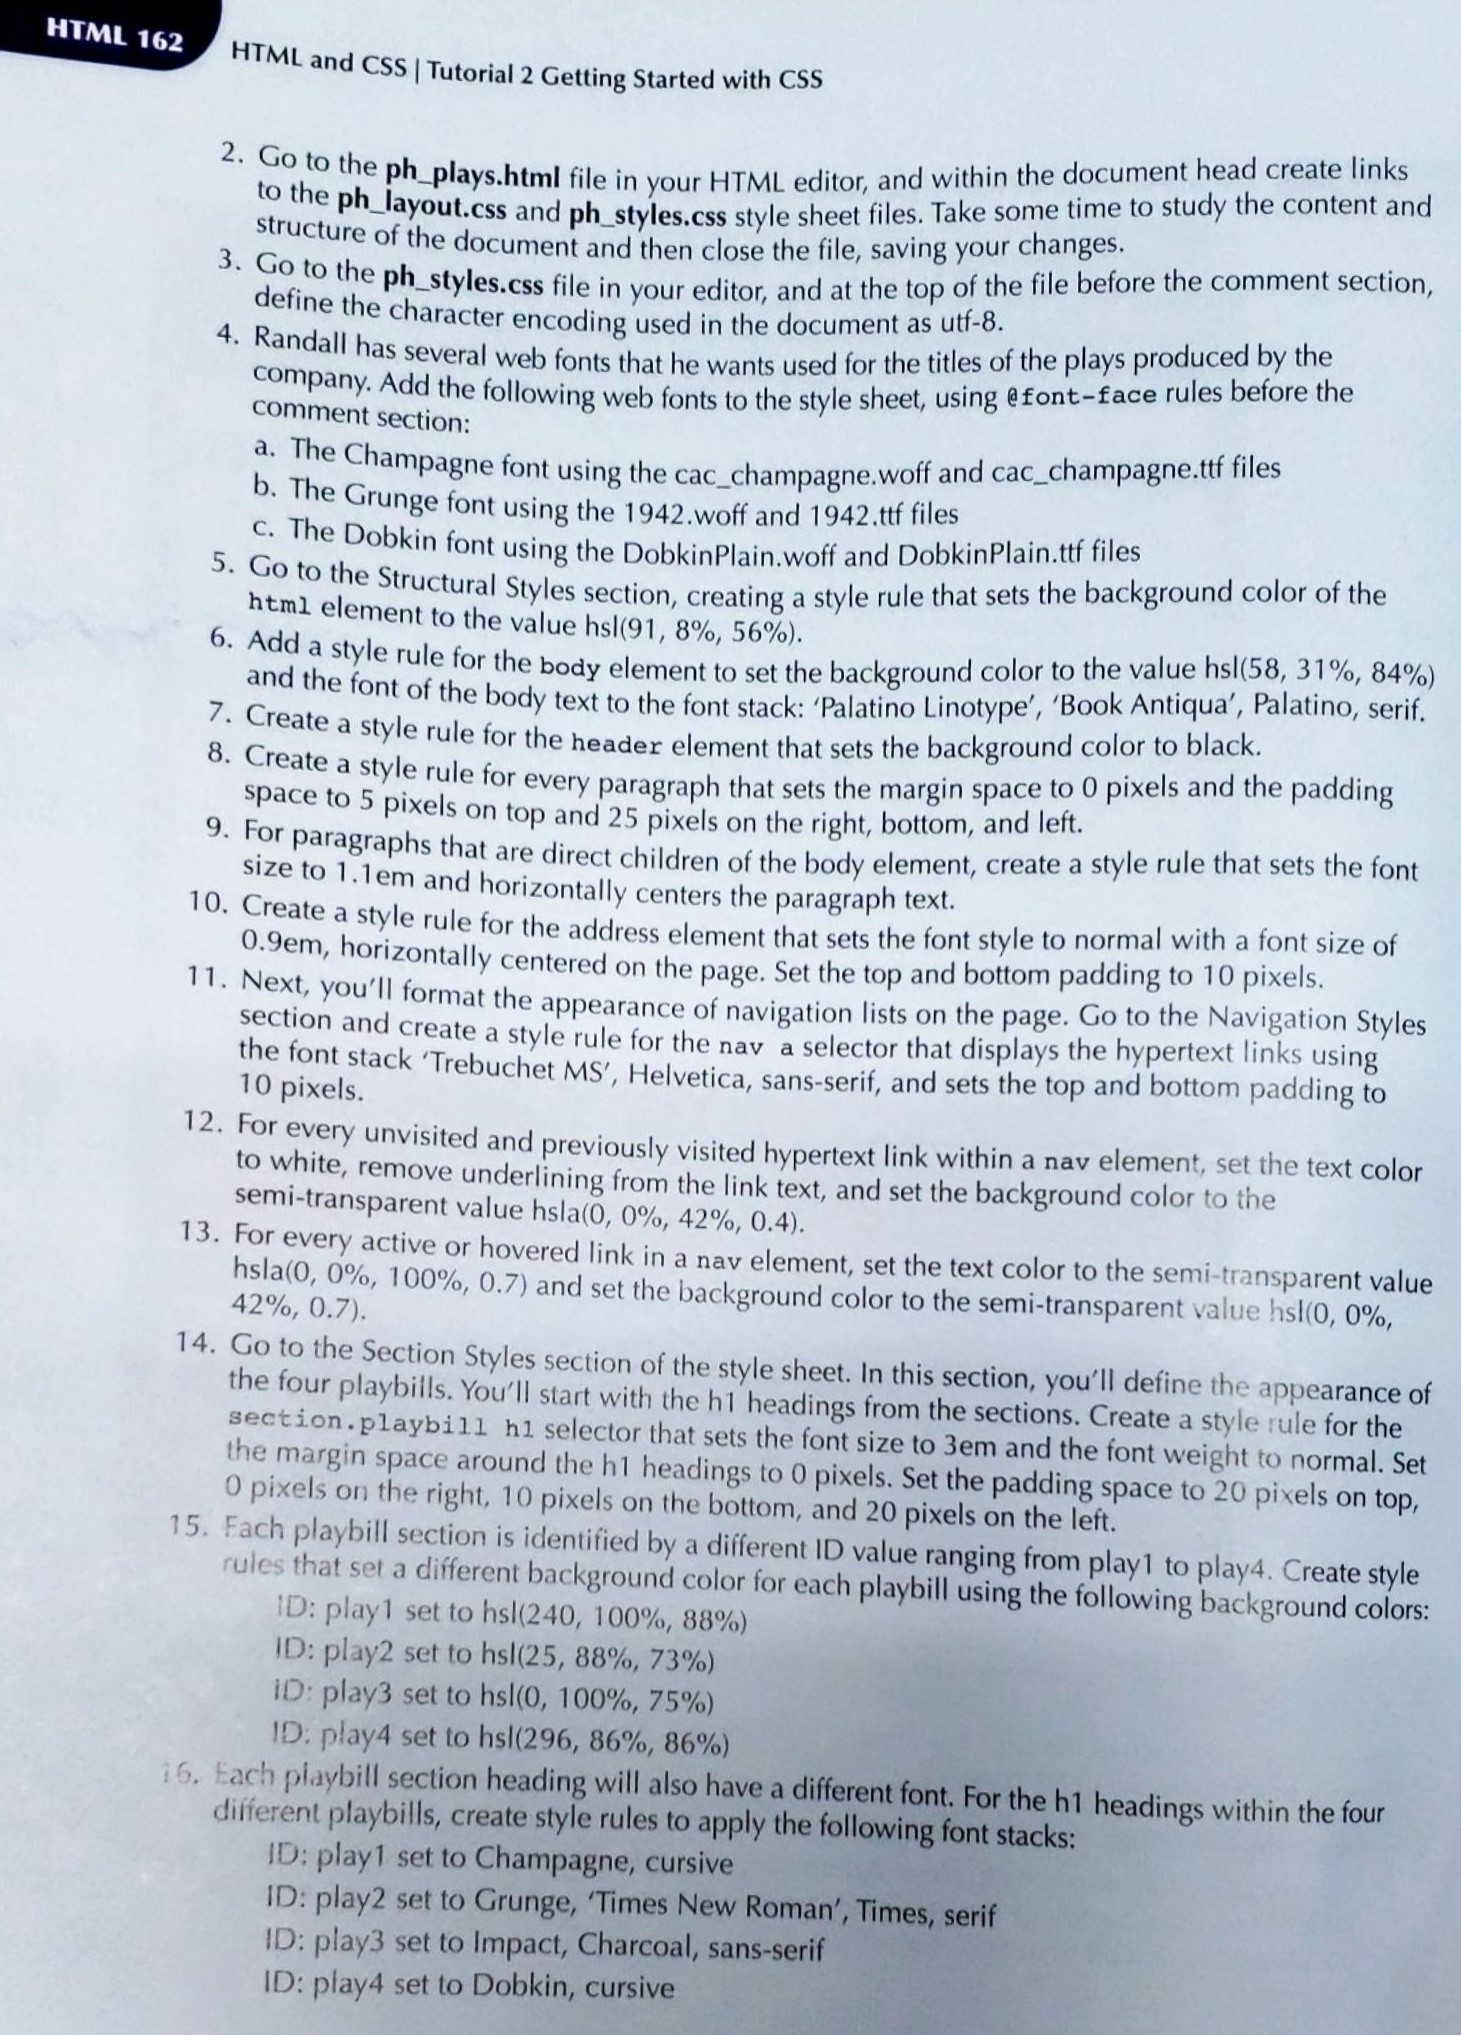 HTML 162
HTML and CSS | Tutorial 2 Getting Started with CSS
2. Go to the ph_plays.html file in your HTML editor, and within the document head create links
to the ph_layout.css and ph_styles.css style sheet files. Take some time to study the content and
structure of the document and then close the file, saving your changes.
3. Go to the ph_styles.css file in your editor, and at the top of the file before the comment section,
define the character encoding used in the document as utf-8.
4. Randall has several web fonts that he wants used for the titles of the plays produced by the
company. Add the following web fonts to the style sheet, using @font-face rules before the
comment section:
a. The Champagne font using the cac_champagne.woff and cac_champagne.ttf files
b. The Grunge font using the 1942.woff and 1942.ttf files
c. The Dobkin font using the DobkinPlain.woff and DobkinPlain.ttf files
5. Go to the Structural Styles section, creating a style rule that sets the background color of the
html element to the value hsl(91, 8%, 56%).
6. Add a style rule for the body element to set the background color to the value hsl(58, 31%, 84%)
and the font of the body text to the font stack: ‘Palatino Linotype’, ‘Book Antiqua’, Palatino, serif.
7. Create a style rule for the header element that sets the background color to black.
8. Create a style rule for every paragraph that sets the margin space to 0 pixels and the padding
space to 5 pixels on top and 25 pixels on the right, bottom, and left.
9. For paragraphs that are direct children of the body element, create a style rule that sets the font
size to 1.1em and horizontally centers the paragraph text.
10. Create a style rule for the address element that sets the font style to normal with a font size of
0.9em, horizontally centered on the page. Set the top and bottom padding to 10 pixels.
11. Next, you'll format the appearance of navigation lists on the page. Go to the Navigation Styles
section and create a style rule for the nav a selector that displays the hypertext links using
the font stack ‘Trebuchet MS’, Helvetica, sans-serif, and sets the top and bottom padding to
10 pixels.
12. For every unvisited and previously visited hypertext link within a nav element, set the text color
to white, remove underlining from the link text, and set the background color to the
semi-transparent value hsla(0, 0%, 42%, 0.4).
13. For every active or hovered link in a nav element, set the text color to the semi-transparent value
hsla(0, 0%, 100%, 0.7) and set the background color to the semi-transparent value hsl(0, 0%,
42%, 0.7).
14. Go to the Section Styles section of the style sheet. In this section, you'll define the appearance of
the four playbills. You'll start with the h1 headings from the sections. Create a style rule for the
section.playbill h1 selector that sets the font size to 3em and the font weight to normal. Set
the margin space around the h1 headings to 0 pixels. Set the padding space to 20 pixels on top,
0 pixels on the right, 10 pixels on the bottom, and 20 pixels on the left.
15. Each playbill section is identified by a different ID value ranging from play1 to play4. Create style
rules that set a different background color for each playbill using the following background colors:
ID: play1 set to hsl(240, 100%, 88%)
ID: play2 set to hsl(25, 88%, 73%)
ID: play3 set to hsl(0, 100%, 75%)
ID: play4 set to hsl(296, 86%, 86%)
16. Each playbill section heading will also have a different font. For the h1 headings within the four
different playbills, create style rules to apply the following font stacks:
ID: play1 set to Champagne, cursive
ID: play2 set to Grunge, ‘Times New Roman’, Times, serif
ID: play3 set to Impact, Charcoal, sans-serif
ID: play4 set to Dobkin, cursive